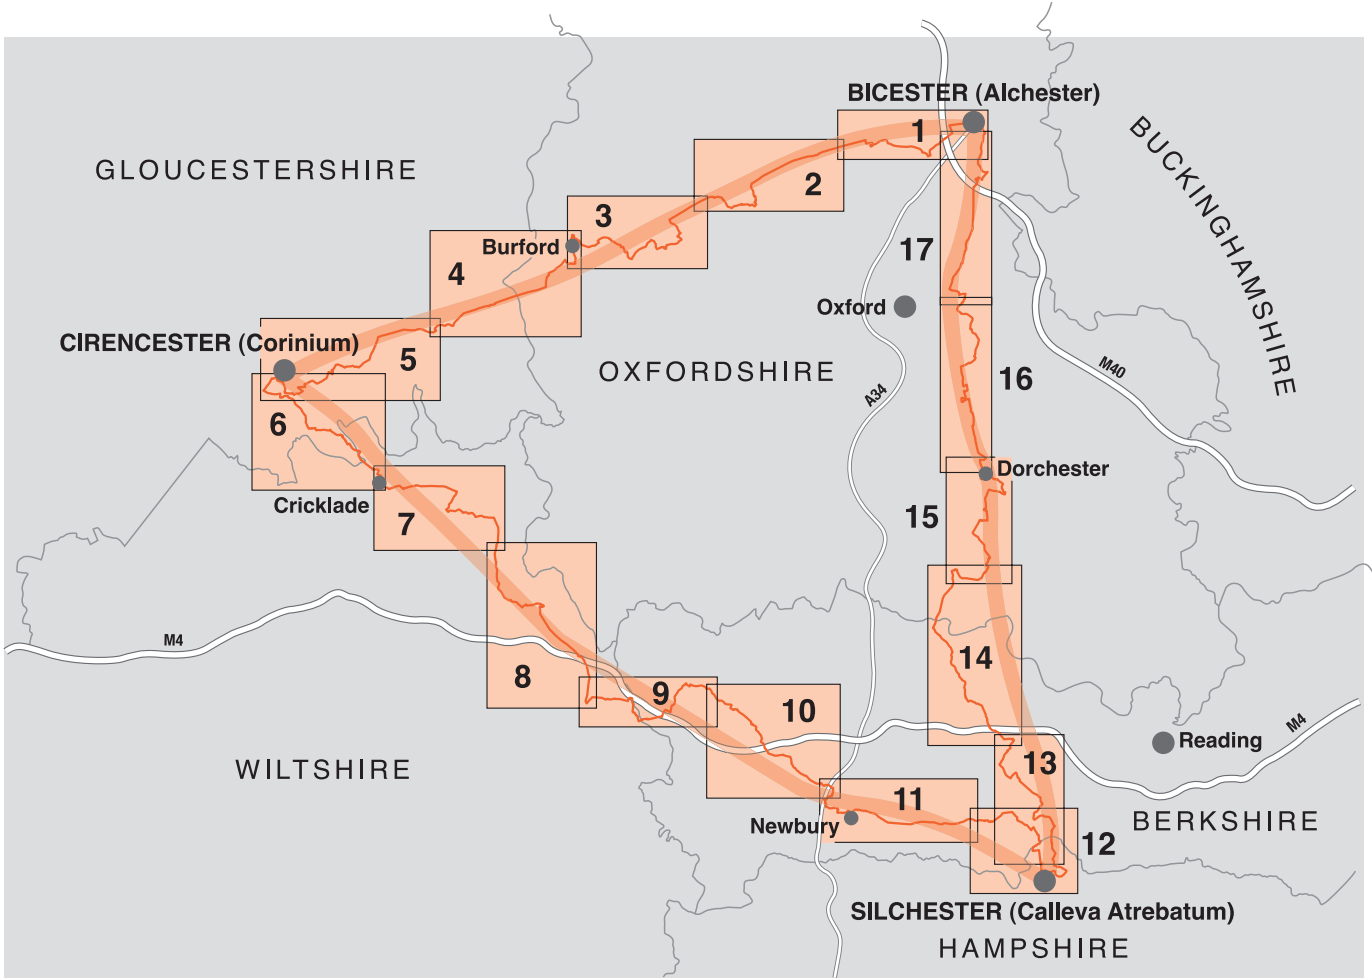 BICESTER (Alchester)
1
BUCKINGHAMSHIRE
GLOUCESTERSHIRE
2
3
Burford
17
4
Oxford
CIRENCESTER (Corinium)
5
OXFORDSHIRE
M40
16
A34
6
Dorchester
Cricklade
7
15
M4
14
8
9
10
M4
Reading
WILTSHIRE
13
11
Newbury
BERKSHIRE
12
SILCHESTER (Calleva Atrebatum)
HAMPSHIRE